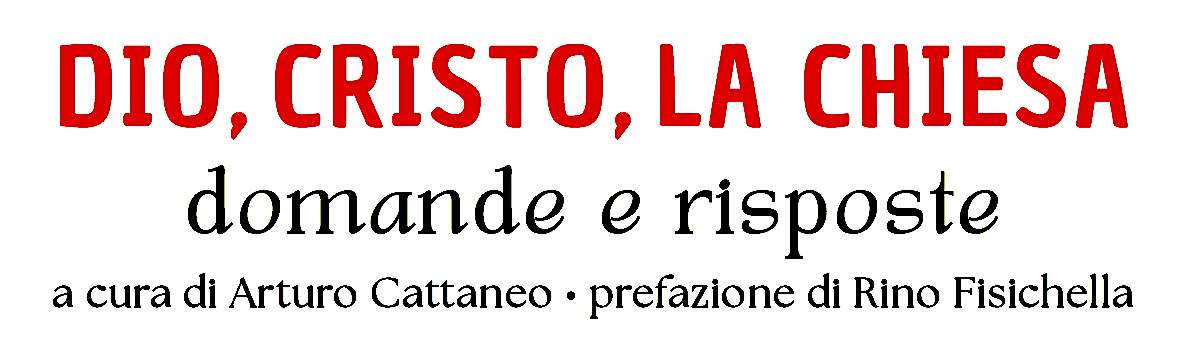 DIO, CRISTO, LA CHIESA
domande e risposte
a cura di Arturo Cattaneo • prefazione di Rino Fisichella